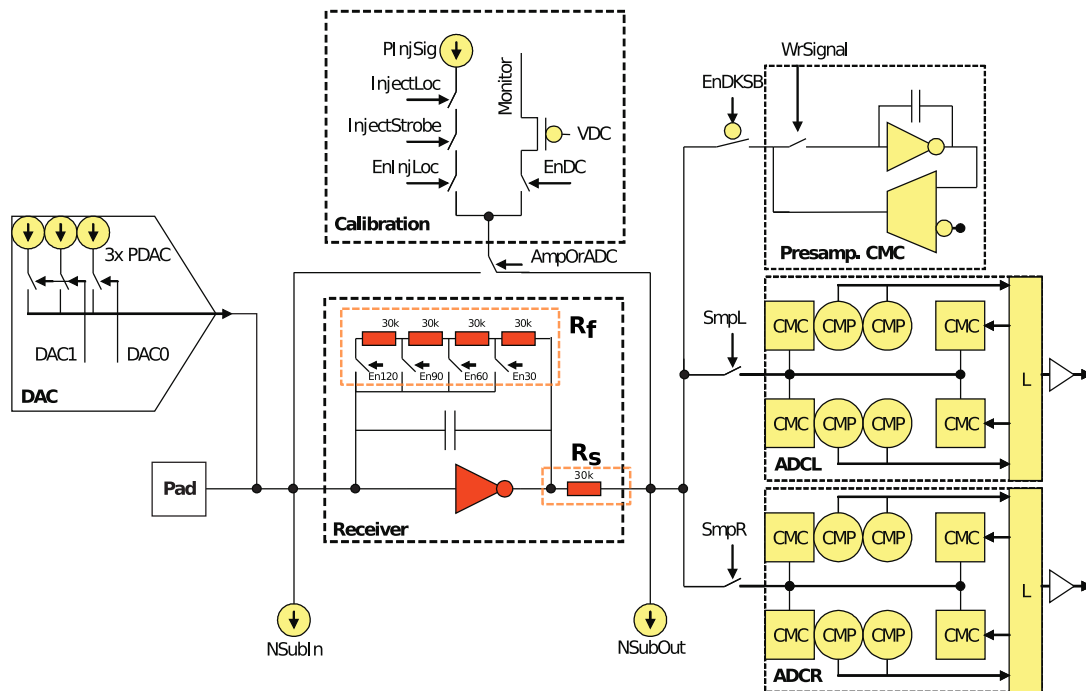 PInjSig
InjectLoc
InjectStrobe
EnInjLoc
Monitor
VDC
EnDC
Calibration
AmpOrADC
3x PDAC
DAC1
DAC0
DAC
Pad
30k
30k
30k
30k
Rf
En120
En90
En60
En30
Rs
30k
Receiver
NSubIn
NSubOut
WrSignal
EnDKSB
Presamp. CMC
SmpL
CMC
CMP
CMP
CMC
L
CMC
CMP
CMP
CMC
ADCL
SmpR
CMC
CMP
CMP
CMC
L
CMC
CMP
CMP
CMC
ADCR